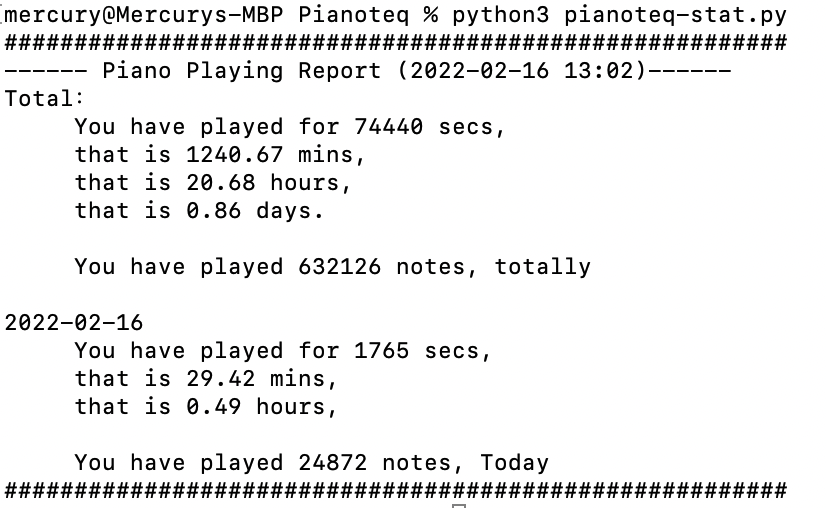 mercury@Mercurys-MBP Pianoteq % python3 pianoteq-stat.py
########################################################
------ Piano Playing Report (2022-02-16 13:02)------
Total:
     You have played for 74440 secs,
     that is 1240.67 mins,
     that is 20.68 hours,
     that is 0.86 days.

     You have played 632126 notes, totally

2022-02-16
     You have played for 1765 secs,
     that is 29.42 mins,
     that is 0.49 hours,

     You have played 24872 notes, Today
########################################################